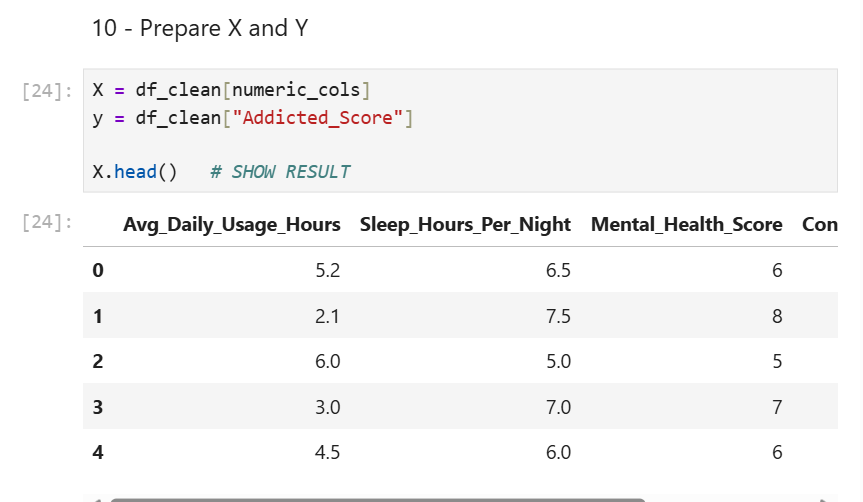 10 - Prepare X and Y
[24]: X = df_clean[numeric_cols]
y = df_clean["Addicted_Score"]
X.head()   # SHOW RESULT
[24]: Avg_Daily_Usage_Hours Sleep_Hours_Per_Night Mental_Health_Score Con
0 5.2 6.5 6
1 2.1 7.5 8
2 6.0 5.0 5
3 3.0 7.0 7
4 4.5 6.0 6